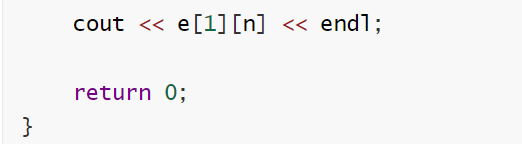 cout << e[1][n] << endl;
return 0;
}